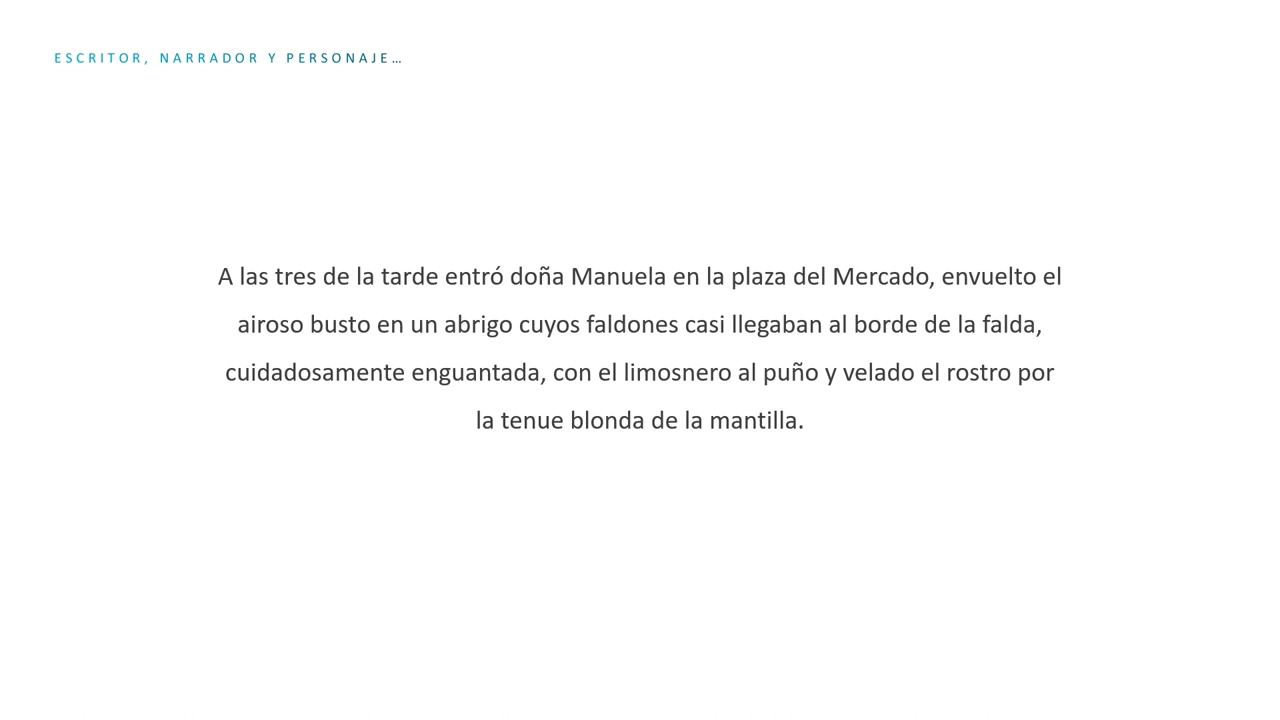 ESCRITOR, NARRADOR Y PERSONAJE…
A las tres de la tarde entró doña Manuela en la plaza del Mercado, envuelto el
airoso busto en un abrigo cuyos faldones casi llegaban al borde de la falda,
cuidadosamente enguantada, con el limosnero al puño y velado el rostro por
la tenue blonda de la mantilla.